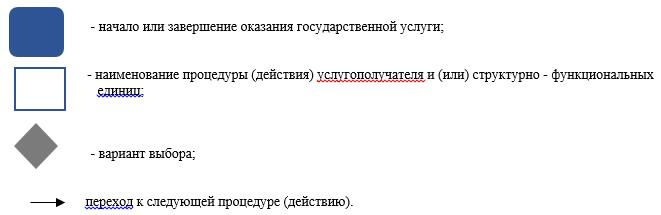 - начало или завершение оказания государственной услуги;
- наименование процедуры (действия) услугополучателя и (или) структурно - функциональных
единиц;
- вариант выбора;
переход к следующей процедуре (действию).